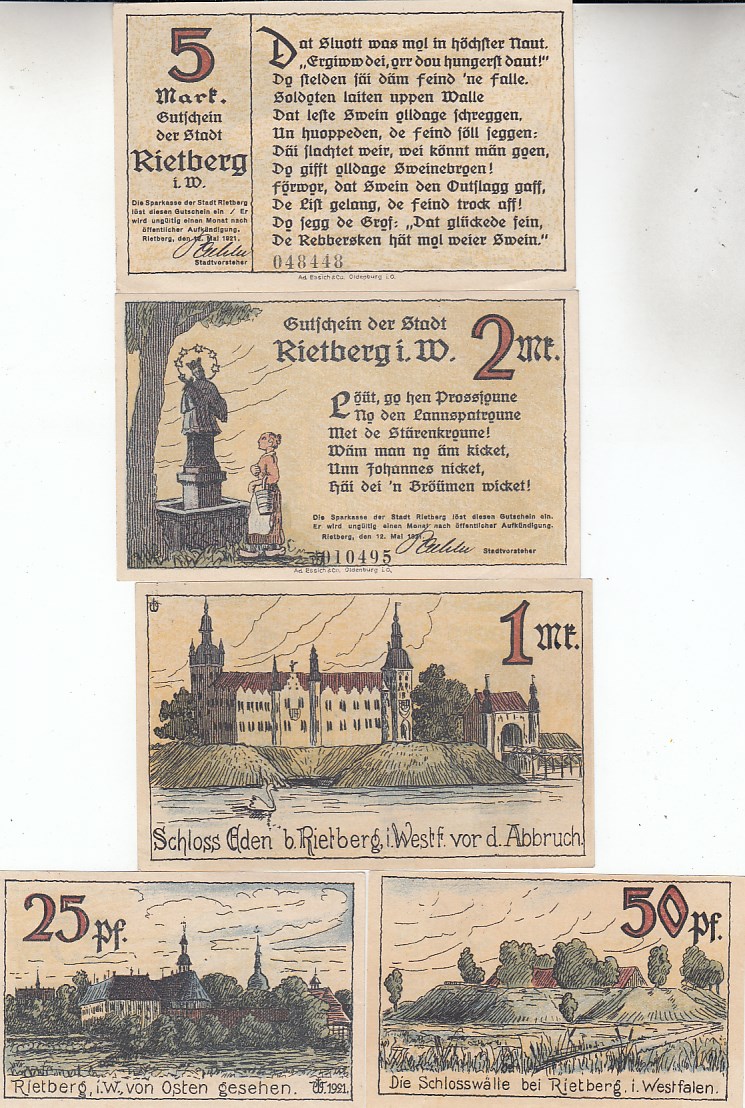 5
Mark.
Gutschein
der Stadt
Rietberg
i. W.
Die Sparkasse der Stadt Rietberg
löst diesen Gutschein ein / Er
wird ungültig einen Monat nach
öffentlicher Aufkündigung.
Rietberg, den 12. Mai 1921.
Stadtvorsteher
Dat Sluott was mol in höchster Naut.
„Ergiww dei, orr dou hungerst daut!“
Do stelden säi däm feind 'ne falle.
Soldoten laiten uppen Walle
Dat leste Swein olldage schreggen,
Un huoppeden, de feind söll seggen:
Däi slachtet weir, wei könnt män goen,
Do gifft olldage Sweinebroen!
förwor, dat Swein den Outslagg gaff,
De List gelang, de feind trock aff!
Do segg de Grof: „Dat glückede fein,
De Rebbersken hät mol weier Swein.“
048448
Ad. Essich & Co. Oldenburg i.O.
Gutschein der Stadt
Rietberg i. W.
2 Mk.
Löüt, go hen Prossjoune
No den Lannspatroune
Met de Stärenkroune!
Wäm man no äm kicket,
Unn Johannes nicket,
Häi dei 'n Bröüмen wicket!
Die Sparkasse der Stadt Rietberg löst diesen Gutschein ein.
Er wird ungültig einen Monat nach öffentlicher Aufkündigung.
Rietberg, den 12. Mai 1921.
Stadtvorsteher
010495
Ad. Essich & Co. Oldenburg i.O.
1 Mk.
Schloss Eden b. Rietberg, i. Westf. vor d. Abbruch.
25 pf.
Rietberg, i. W., von Osten gesehen.
1921.
50 pf.
Die Schlosswälle bei Rietberg. i. Westfalen.